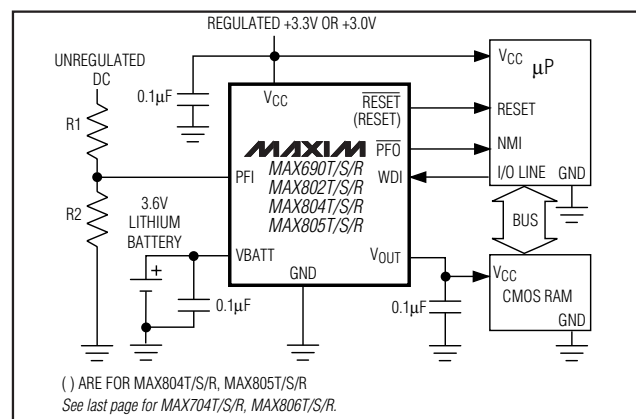 REGULATED +3.3V OR +3.0V
UNREGULATED
DC
R1
R2
0.1µF
VCC
RESET
(RESET)
MAXIM
MAX690T/S/R
MAX802T/S/R
MAX804T/S/R
MAX805T/S/R
PFI
PFO
WDI
VBATT
VOUT
GND
3.6V
LITHIUM
BATTERY
+
0.1µF
0.1µF
VCC
µP
RESET
NMI
I/O LINE
GND
BUS
VCC
CMOS RAM
GND
( ) ARE FOR MAX804T/S/R, MAX805T/S/R
See last page for MAX704T/S/R, MAX806T/S/R.